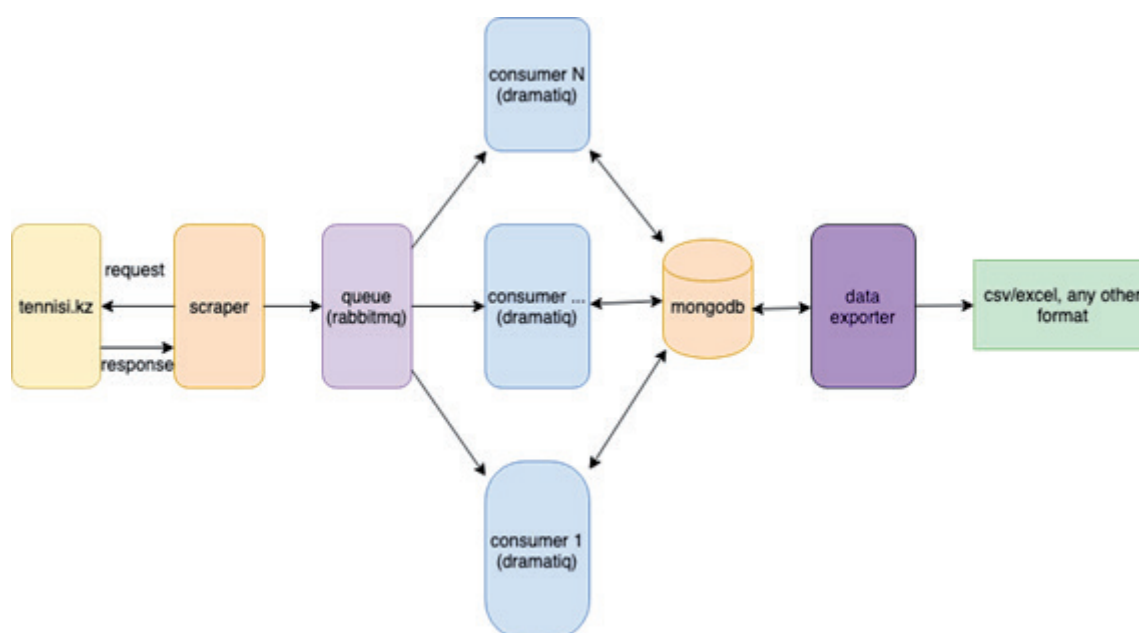 consumer N
(dramatiq)
request
tennisi.kz
response
scraper
queue
(rabbitmq)
consumer ...
(dramatiq)
mongodb
data
exporter
csv/excel, any other
format
consumer 1
(dramatiq)